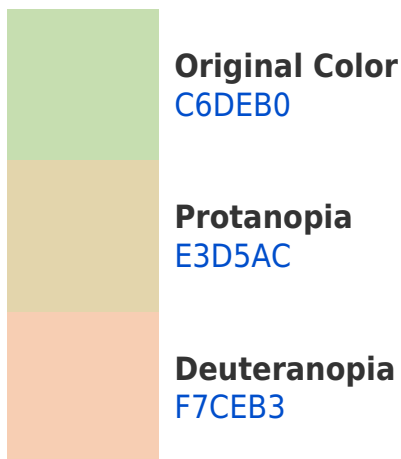 Original Color
C6DEB0
Protanopia
E3D5AC
Deuteranopia
F7CEB3